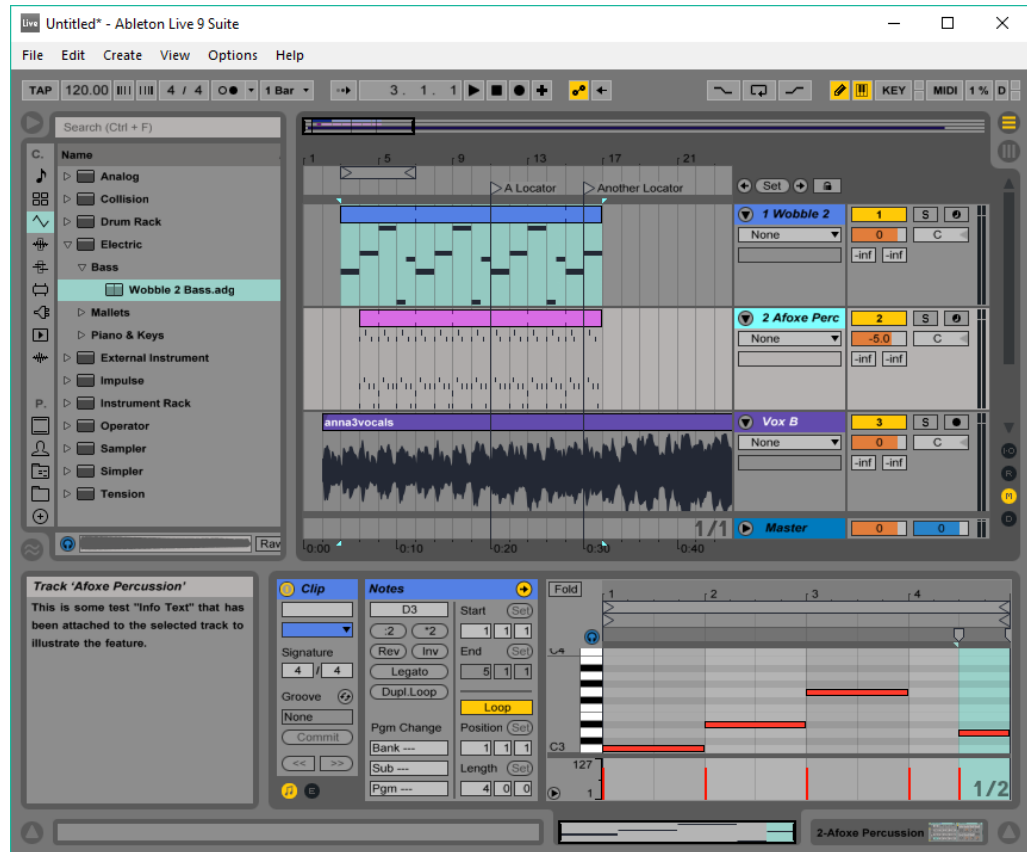 Live Untitled* - Ableton Live 9 Suite
File Edit Create View Options Help
TAP 120.00 4 / 4 1 Bar 3. 1. 1 KEY MIDI 1 % D
Search (Ctrl + F)
C. Name
Analog
Collision
Drum Rack
Electric
Bass
Wobble 2 Bass.adg
Mallets
Piano & Keys
External Instrument
Impulse
P. Instrument Rack
Operator
Sampler
Simpler
Tension
Raw
1 5 9 13 17 21
A Locator Another Locator Set
1 Wobble 2 1 S
None 0 C
-inf -inf
2 Afoxe Perc 2 S
None -5.0 C
-inf -inf
anna3vocals Vox B 3 S
None 0 C
-inf -inf
1/1 Master 0 0
0:00 0:10 0:20 0:30 0:40
I·O
R
M
D
Track 'Afoxe Percussion'
This is some test "Info Text" that has
been attached to the selected track to
illustrate the feature.
Clip
Signature
4 / 4
Groove
None
Commit
<< >>
E
Notes
D3
:2 *2
Rev Inv
Legato
Dupl.Loop
Pgm Change
Bank ---
Sub ---
Pgm ---
Start Set
1 1 1
End Set
5 1 1
Loop
Position Set
1 1 1
Length Set
4 0 0
Fold 1 2 3 4
C4
C3
127
1 1/2
2-Afoxe Percussion